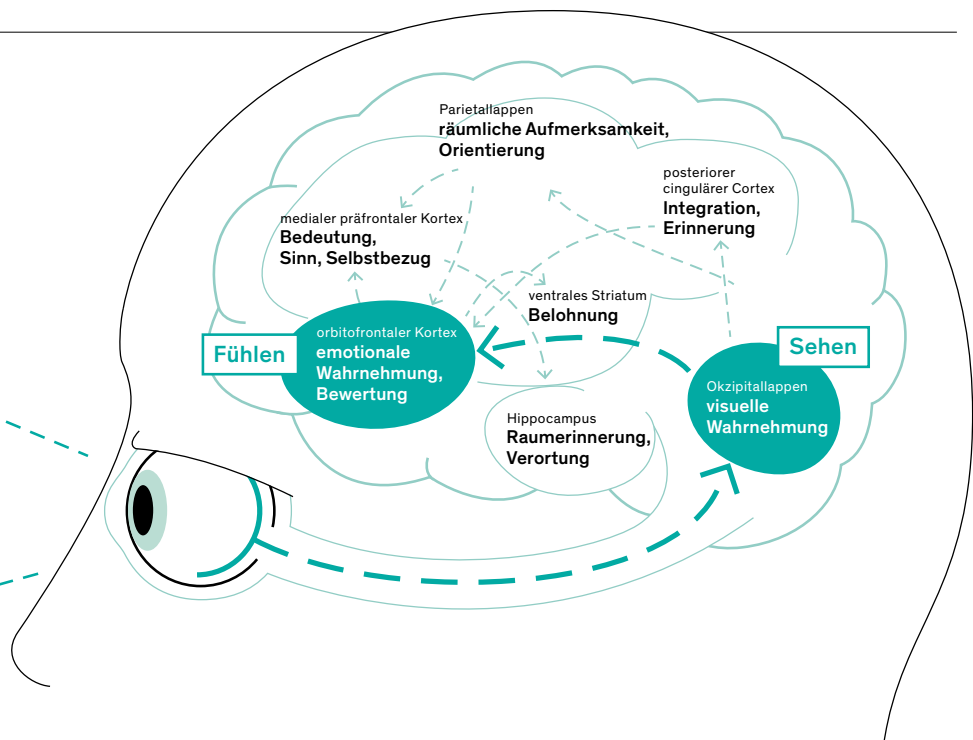 Parietallappen
räumliche Aufmerksamkeit,
Orientierung
posteriorer
cingulärer Cortex
Integration,
Erinnerung
medialer präfrontaler Kortex
Bedeutung,
Sinn, Selbstbezug
ventrales Striatum
Belohnung
Fühlen
orbitofrontaler Kortex
emotionale
Wahrnehmung,
Bewertung
Sehen
Okzipitallappen
visuelle
Wahrnehmung
Hippocampus
Raumerinnerung,
Verortung